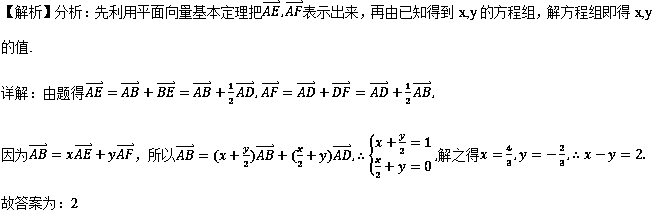 【解析】分析：先利用平面向量基本定理把$\overrightarrow{AE},\overrightarrow{AF}$表示出来，再由已知得到 x,y 的方程组，解方程组即得 x,y
的值.
详解：由题得$\overrightarrow{AE}=\overrightarrow{AB}+\overrightarrow{BE}=\overrightarrow{AB}+\frac{1}{2}\overrightarrow{AD},\overrightarrow{AF}=\overrightarrow{AD}+\overrightarrow{DF}=\overrightarrow{AD}+\frac{1}{2}\overrightarrow{AB},$
因为$\overrightarrow{AB}=x\overrightarrow{AE}+y\overrightarrow{AF}$，所以$\overrightarrow{AB}=(x+\frac{y}{2})\overrightarrow{AB}+(\frac{x}{2}+y)\overrightarrow{AD},\therefore\begin{cases}x+\frac{y}{2}=1\\\frac{x}{2}+y=0\end{cases}$,解之得$x=\frac{4}{3},y=-\frac{2}{3},\therefore x-y=2.$
故答案为：2